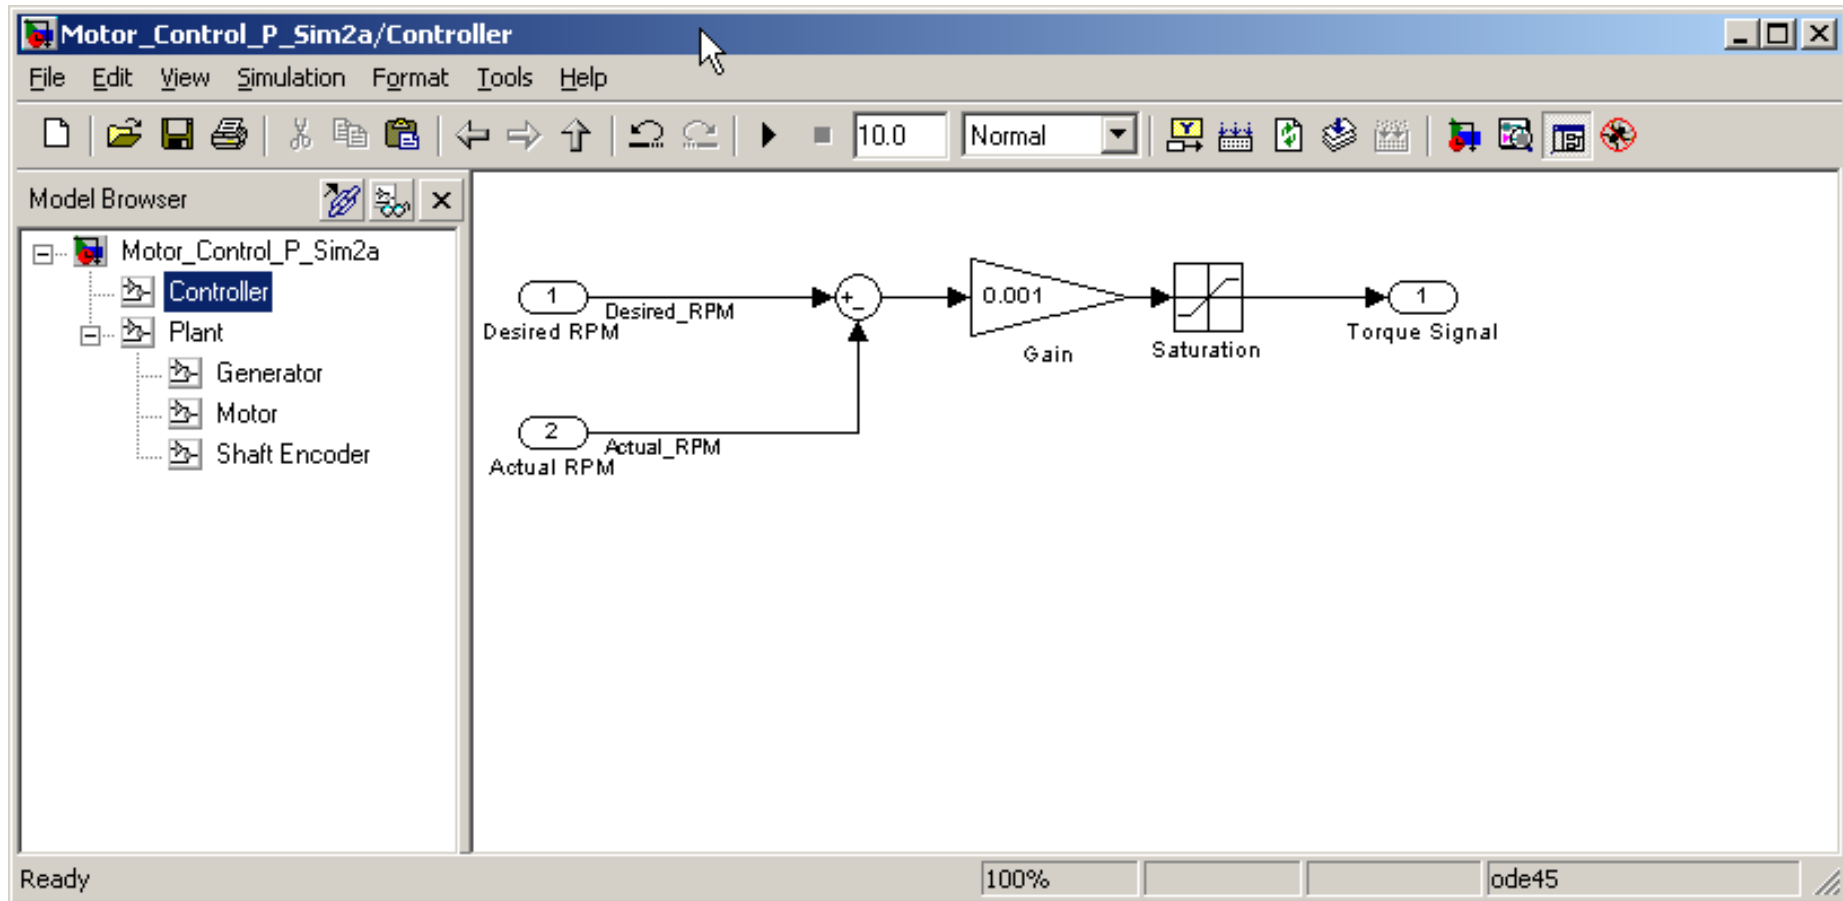 Motor_Control_P_Sim2a/Controller
File Edit View Simulation Format Tools Help
10.0 Normal
Model Browser
Motor_Control_P_Sim2a
Controller
Plant
Generator
Motor
Shaft Encoder
1
Desired_RPM
Desired RPM
+
−
0.001
Gain
Saturation
1
Torque Signal
2
Actual_RPM
Actual RPM
Ready 100% ode45